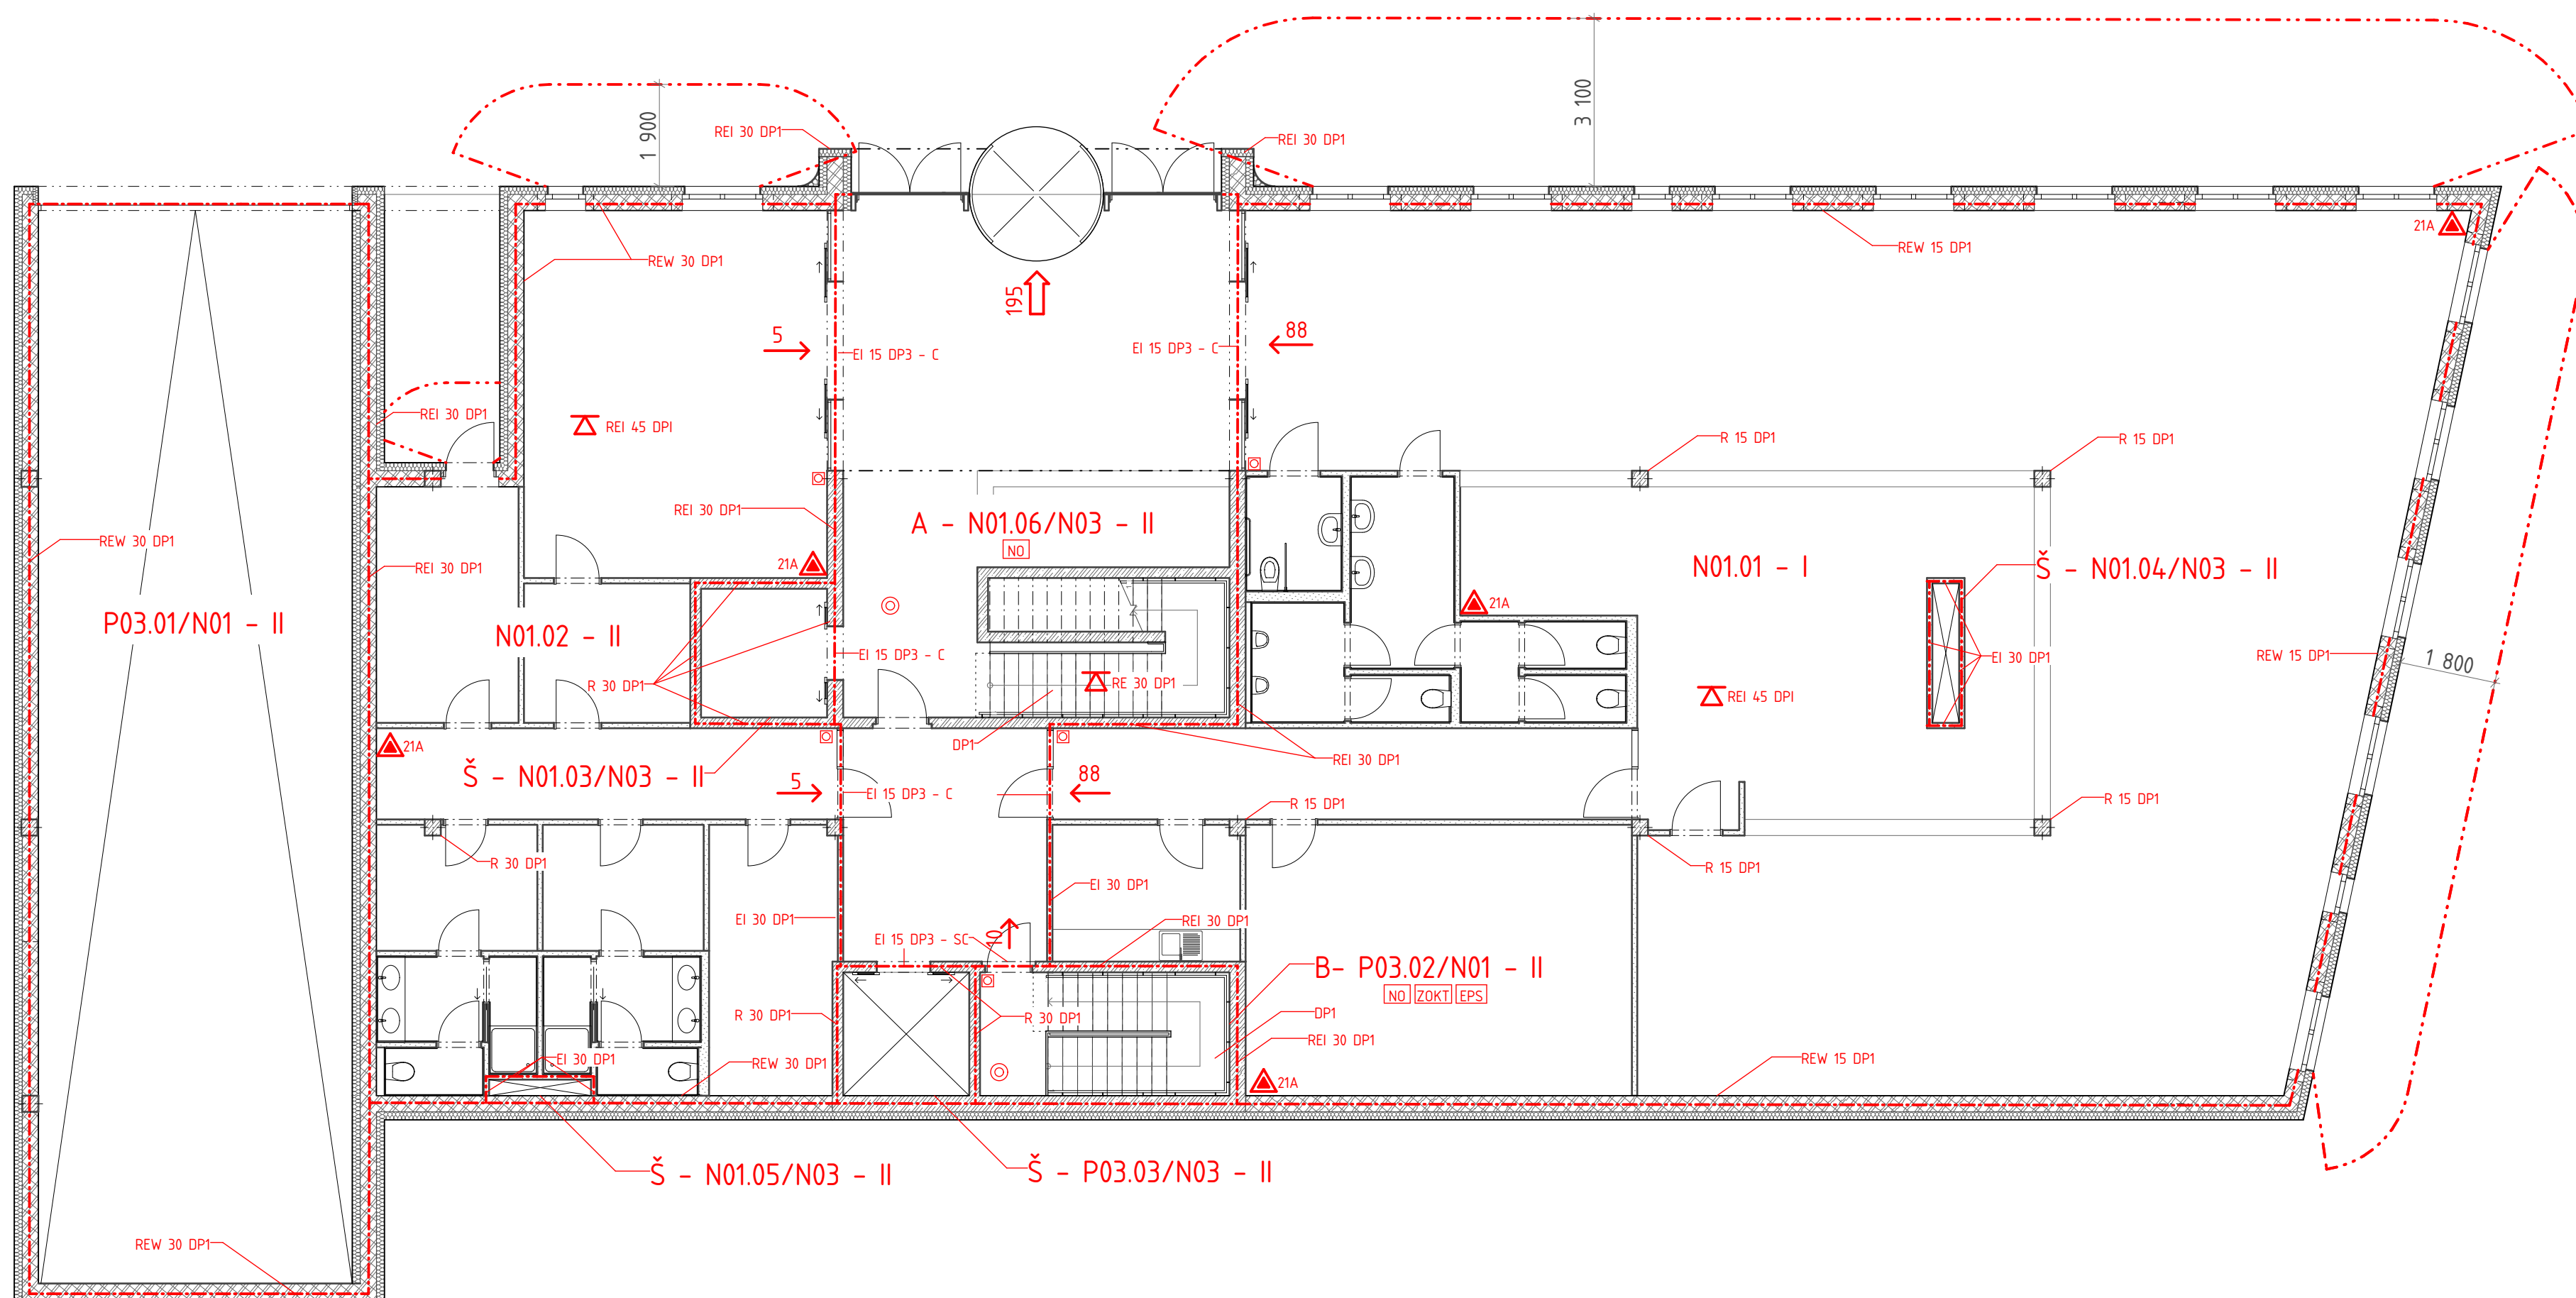 3 100
1 900
REI 30 DP1
REI 30 DP1
21A
REW 15 DP1
REW 30 DP1
195
5
EI 15 DP3 - C
EI 15 DP3 - C
88
REI 30 DP1
REI 45 DPI
R 15 DP1
R 15 DP1
REI 30 DP1
A - N01.06/N03 - II
NO
REW 30 DP1
REI 30 DP1
21A
N01.01 - I
Š - N01.04/N03 - II
21A
P03.01/N01 - II
N01.02 - II
EI 15 DP3 - C
EI 30 DP1
REW 15 DP1
1 800
R 30 DP1
RE 30 DP1
REI 45 DPI
21A
DP1
REI 30 DP1
Š - N01.03/N03 - II
5
EI 15 DP3 - C
88
R 15 DP1
R 15 DP1
R 30 DP1
R 15 DP1
EI 30 DP1
EI 30 DP1
REI 30 DP1
10
EI 15 DP3 - SC
B- P03.02/N01 - II
NO ZOKT EPS
R 30 DP1
R 30 DP1
DP1
REI 30 DP1
EI 30 DP1
REW 30 DP1
REW 15 DP1
21A
Š - N01.05/N03 - II
Š - P03.03/N03 - II
REW 30 DP1